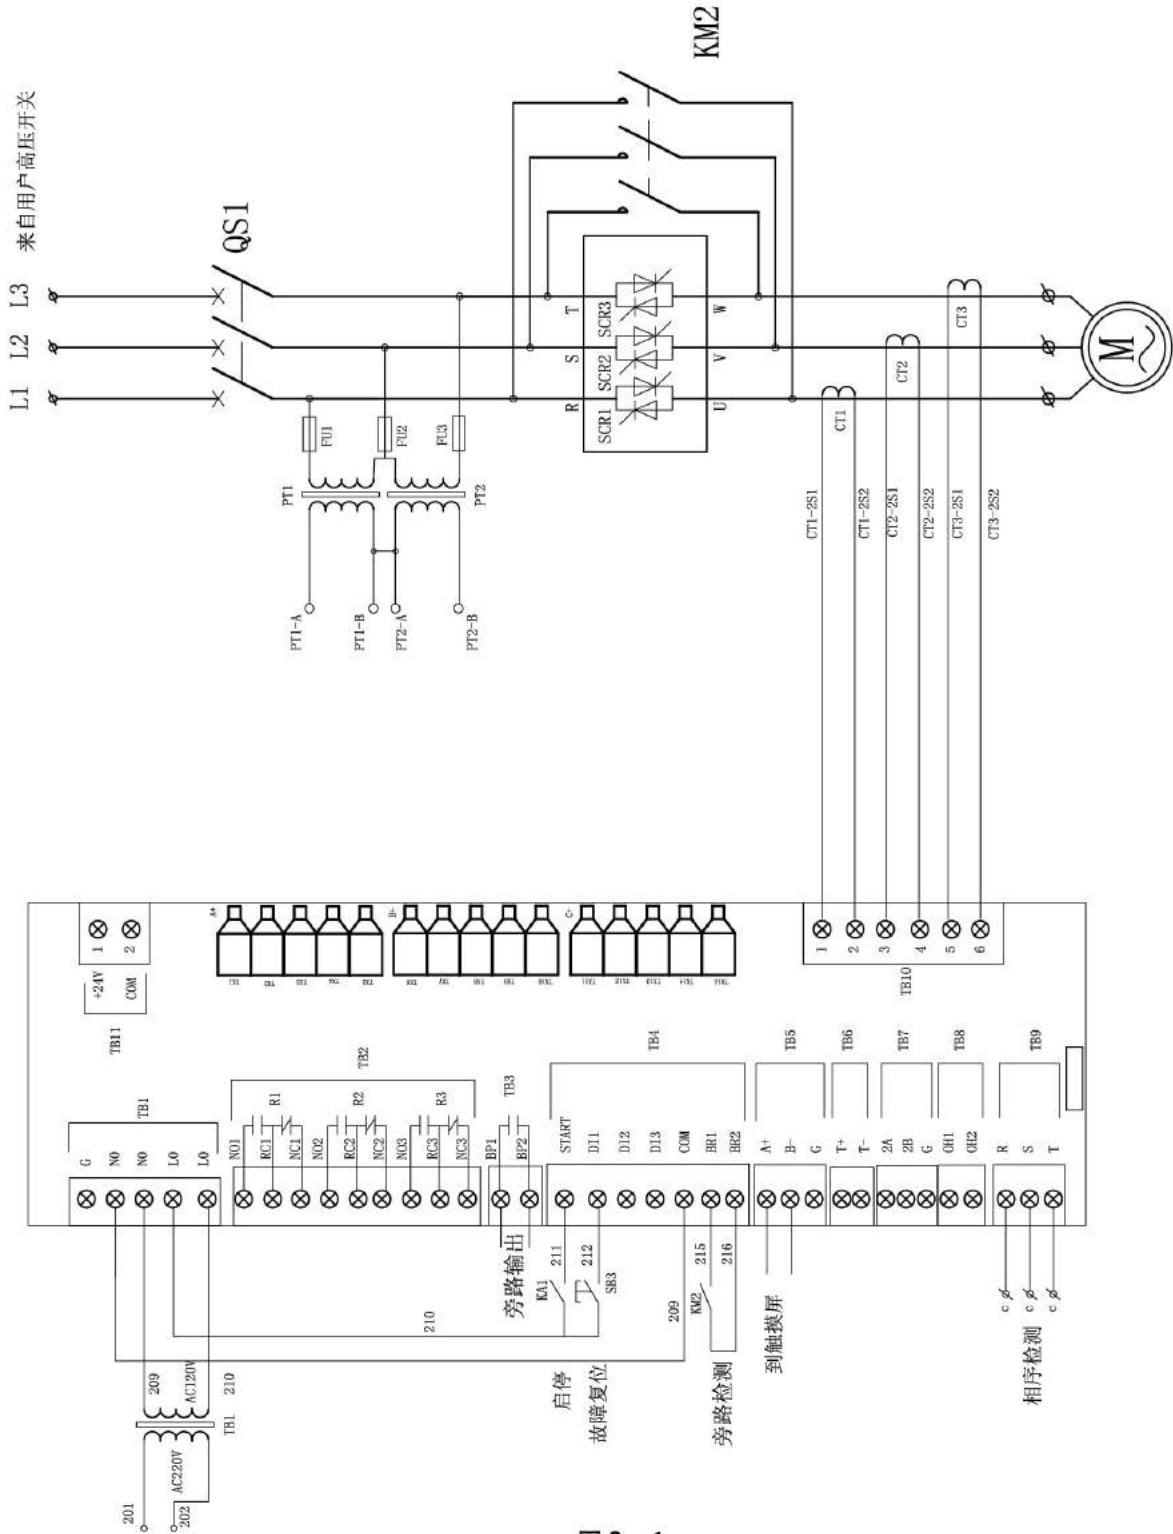 来自用户高压开关
L1
L2
L3
QS1
KM2
FU1
FU2
FU3
PT1
PT2
PT1-A
PT1-B
PT2-A
PT2-B
R
S
T
SCR1
SCR2
SCR3
U
V
W
CT1
CT2
CT3
M
CT1-2S1
CT1-2S2
CT2-2S1
CT2-2S2
CT3-2S1
CT3-2S2
1
2
3
4
5
6
TB10
A+
B-
C+
1
2
+24V
COM
TB11
TB1
G
N0
N0
L0
L0
TB2
R1
R2
R3
NO1
RC1
NC1
NO2
RC2
NC2
NO3
RC3
NC3
TB3
BP1
BP2
TB4
START
DI1
DI2
DI3
COM
BR1
BR2
TB5
A+
B-
G
TB6
T+
T-
TB7
2A
2B
G
TB8
OH1
OH2
TB9
R
S
T
旁路输出
KA1
211
212
SB3
210
209
KM2
215
216
启停
故障复位
旁路检测
到触摸屏
c
c
c
相序检测
209
AC120V
210
TB1
AC220V
201
202